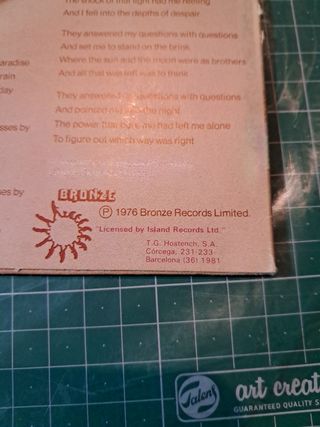 The shock of that light had me reeling
And I fell into the depths of despair
They answered my questions with questions
And set me to stand on the brink
Where the sun and the moon were as brothers
And all that was left was to think
They answered my questions with questions
And pointed me into the night
The power that bore me had left me alone
To figure out which way was right
aradise
rain
day
sses by
es by
BRONZE
Ⓟ 1976 Bronze Records Limited.
"Licensed by Island Records Ltd."
T.G. Hostench, S.A.
Córcega, 231-233
Barcelona (36) 1981
Talens
art creat
GUARANTEED QUALITY S